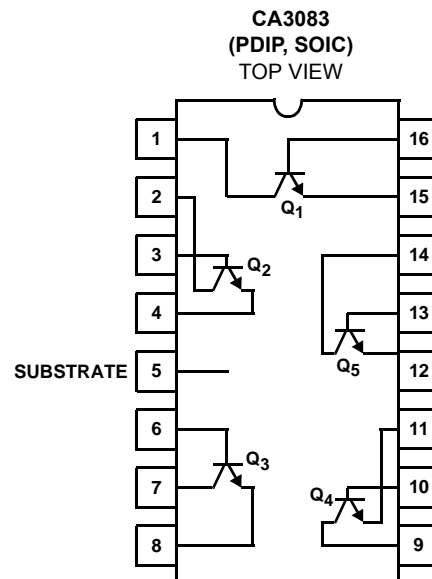 CA3083
(PDIP, SOIC)
TOP VIEW
1
16
2
15
Q1
3
14
Q2
4
13
SUBSTRATE 5
12
Q5
6
11
Q3
7
10
Q4
8
9